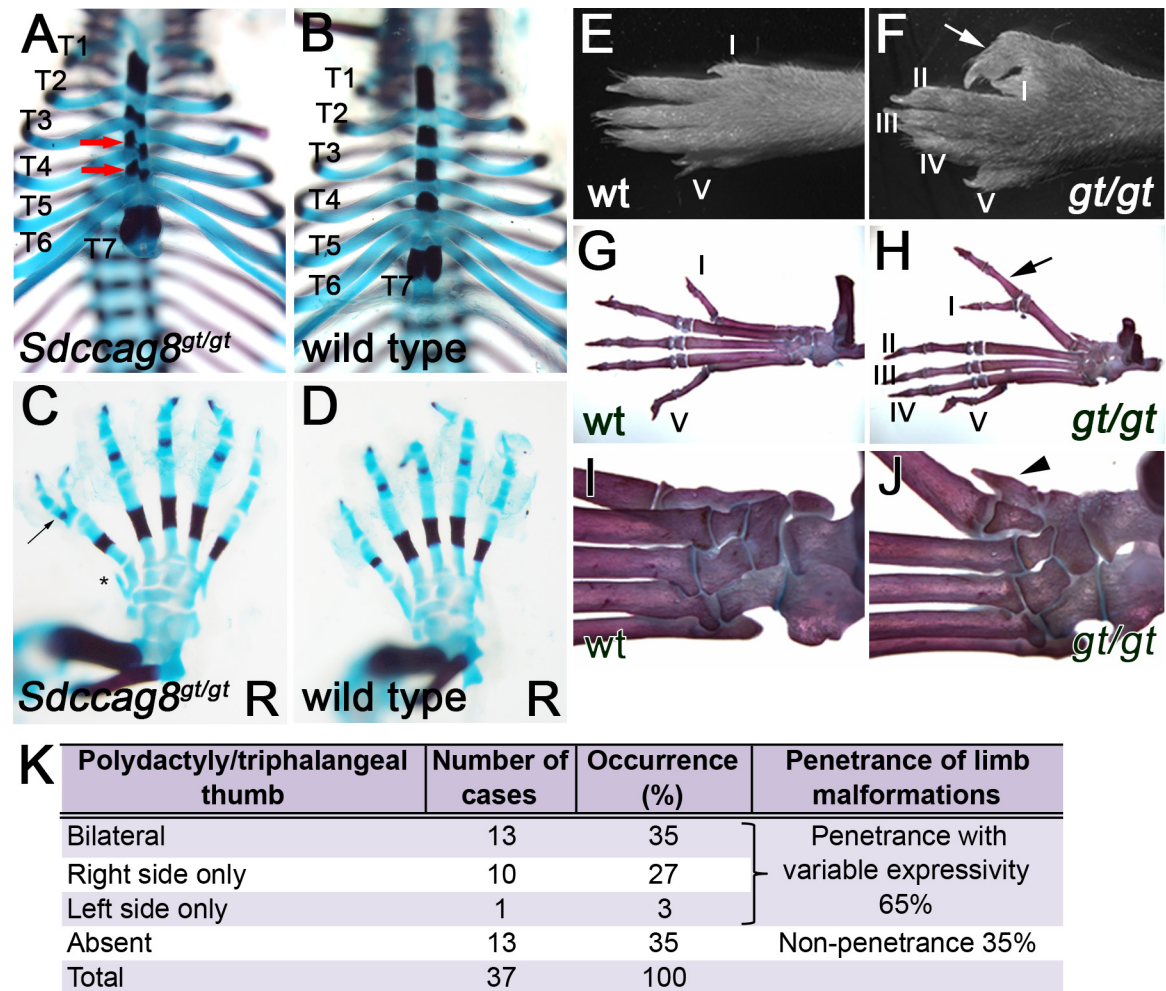 A
T1
T2
T3
T4
T5
T6
T7
Sdccag8gt/gt
B
T1
T2
T3
T4
T5
T6
T7
wild type
C
*
Sdccag8gt/gt
R
D
wild type
R
E
I
V
wt
F
I
II
III
IV
V
gt/gt
G
I
V
wt
H
I
II
III
IV
V
gt/gt
I
wt
J
gt/gt
K
Polydactyly/triphalangeal thumb | Number of cases | Occurrence (%) | Penetrance of limb malformations
Bilateral 13 35 Penetrance with
Right side only 10 27 variable expressivity
Left side only 1 3 65%
Absent 13 35 Non-penetrance 35%
Total 37 100